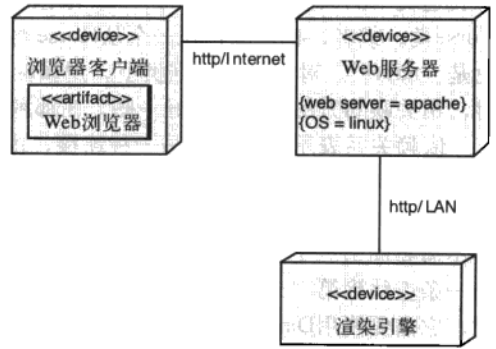 <<device>>
浏览器客户端
<<artifact>>
Web浏览器
http/Internet
<<device>>
Web服务器
{web server = apache}
{OS = linux}
http/LAN
<<device>>
渲染引擎